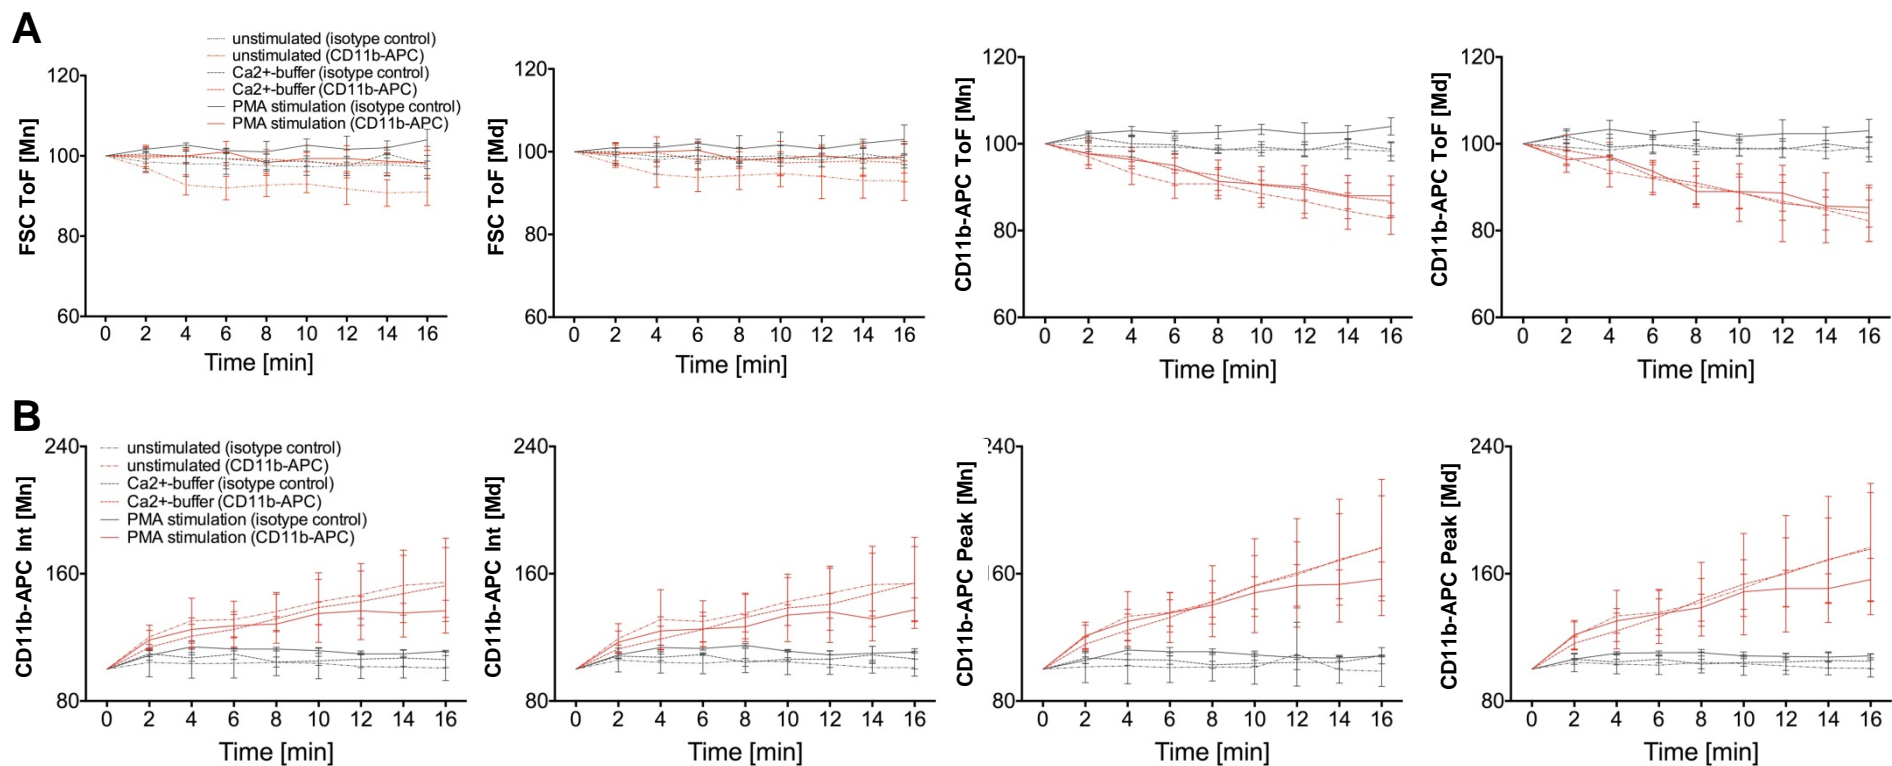 A
unstimulated (isotype control)
unstimulated (CD11b-APC)
Ca2+-buffer (isotype control)
Ca2+-buffer (CD11b-APC)
PMA stimulation (isotype control)
PMA stimulation (CD11b-APC)
FSC ToF [Mn]
120
100
80
60
0 2 4 6 8 10 12 14 16
Time [min]
FSC ToF [Md]
120
100
80
60
0 2 4 6 8 10 12 14 16
Time [min]
CD11b-APC ToF [Mn]
120
100
80
60
0 2 4 6 8 10 12 14 16
Time [min]
CD11b-APC ToF [Md]
120
100
80
60
0 2 4 6 8 10 12 14 16
Time [min]
B
unstimulated (isotype control)
unstimulated (CD11b-APC)
Ca2+-buffer (isotype control)
Ca2+-buffer (CD11b-APC)
PMA stimulation (isotype control)
PMA stimulation (CD11b-APC)
CD11b-APC Int [Mn]
240
160
80
0 2 4 6 8 10 12 14 16
Time [min]
CD11b-APC Int [Md]
240
160
80
0 2 4 6 8 10 12 14 16
Time [min]
CD11b-APC Peak [Mn]
240
160
80
0 2 4 6 8 10 12 14 16
Time [min]
CD11b-APC Peak [Md]
240
160
80
0 2 4 6 8 10 12 14 16
Time [min]